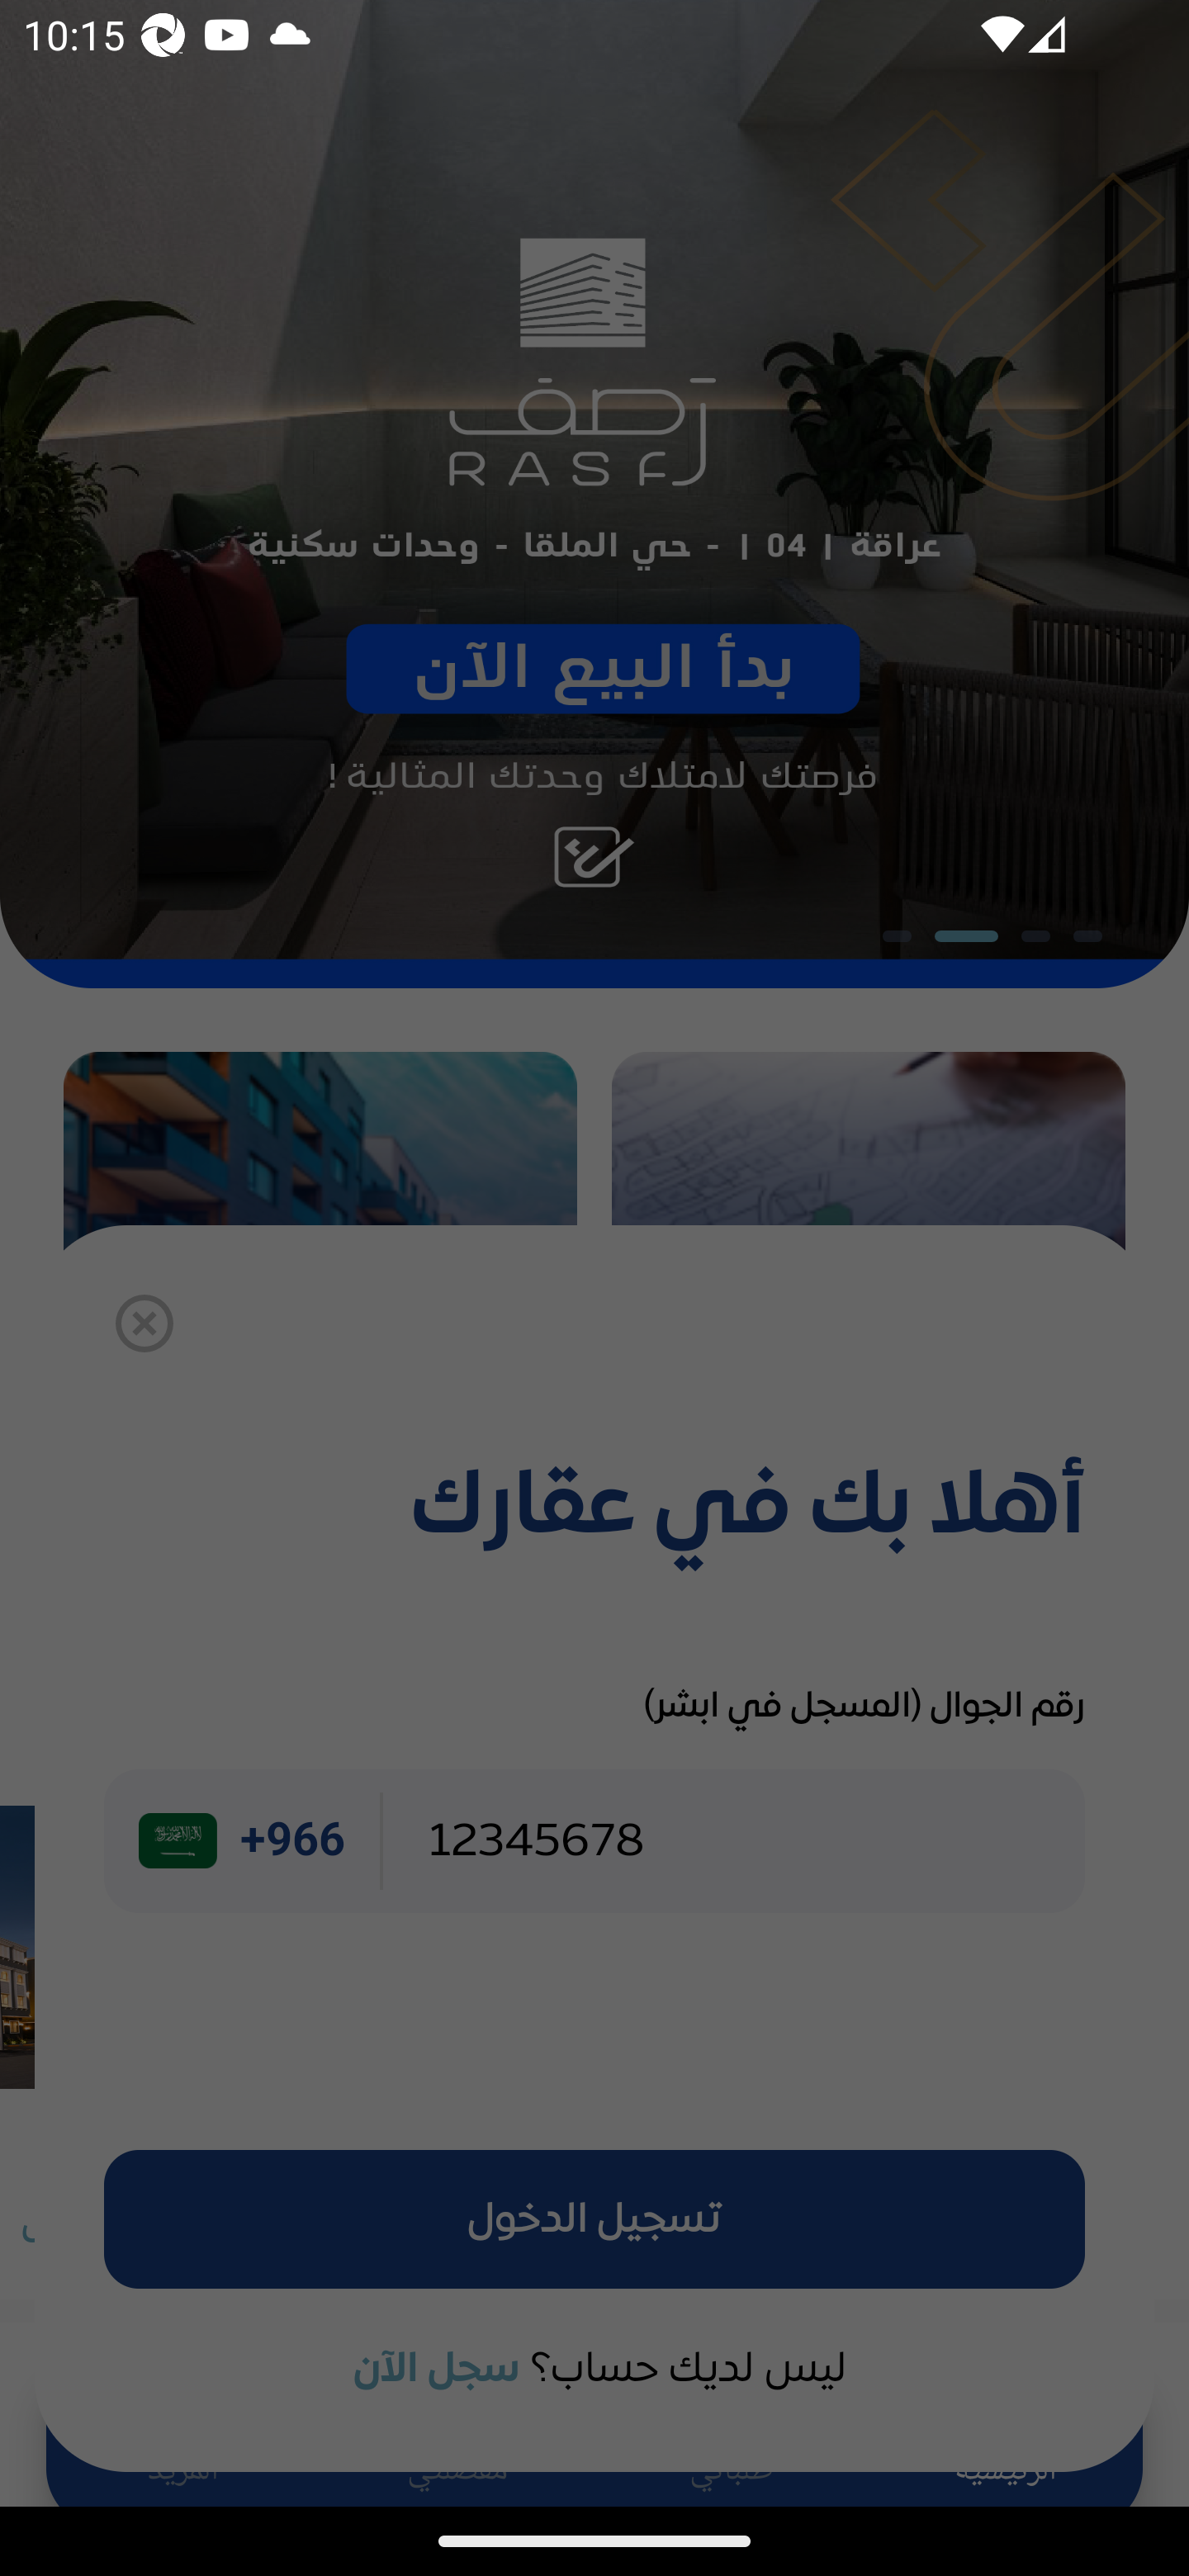 10:15
رصف
RASF
عراقة | 04 | - حي الملقا - وحدات سكنية
بدأ البيع الآن
فرصتك لامتلاك وحدتك المثالية !
أهلا بك في عقارك
رقم الجوال (المسجل في ابشر)
+966 12345678
تسجيل الدخول
ليس لديك حساب؟ سجل الآن